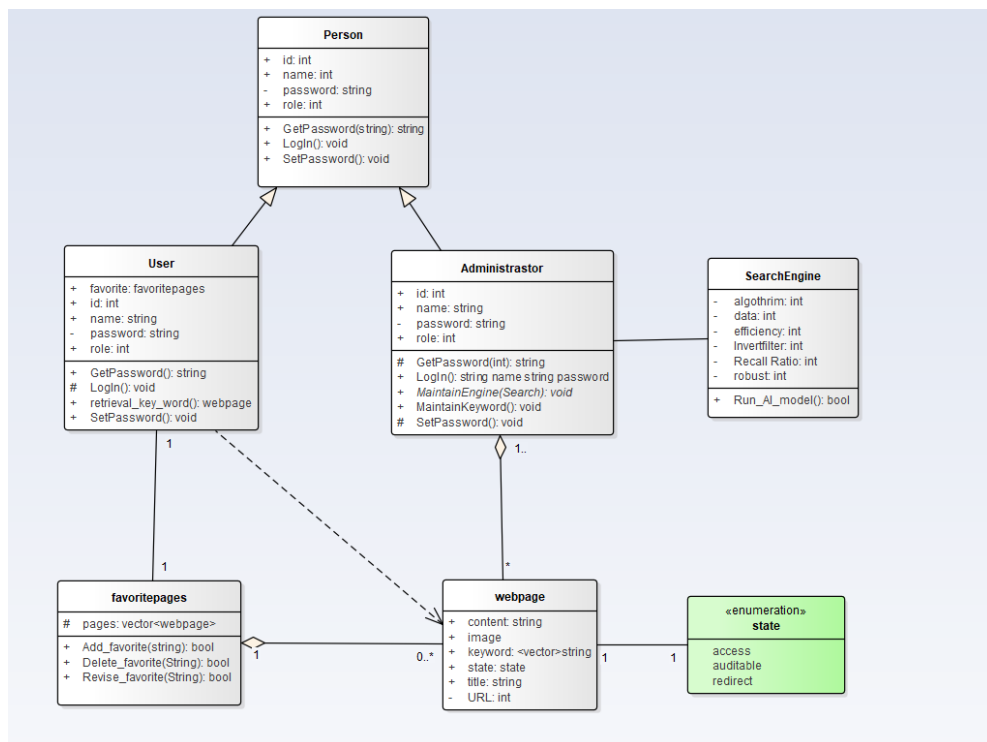 Person
+ id: int
+ name: int
- password: string
+ role: int
+ GetPassword(string): string
+ LogIn(): void
+ SetPassword(): void
User
+ favorite: favoritepages
+ id: int
+ name: string
- password: string
+ role: int
+ GetPassword(): string
# LogIn(): void
+ retrieval_key_word(): webpage
+ SetPassword(): void
Administrastor
+ id: int
+ name: string
- password: string
+ role: int
# GetPassword(int): string
+ LogIn(): string name string password
+ MaintainEngine(Search): void
+ MaintainKeyword(): void
# SetPassword(): void
SearchEngine
- algothrim: int
- data: int
- efficiency: int
- Invertfilter: int
- Recall Ratio: int
- robust: int
+ Run_AI_model(): bool
1
1..
1
*
favoritepages
# pages: vector<webpage>
+ Add_favorite(string): bool
+ Delete_favorite(String): bool
+ Revise_favorite(String): bool
1
0..*
webpage
+ content: string
+ image
+ keyword: <vector>string
+ state: state
+ title: string
- URL: int
1
1
«enumeration»
state
access
auditable
redirect